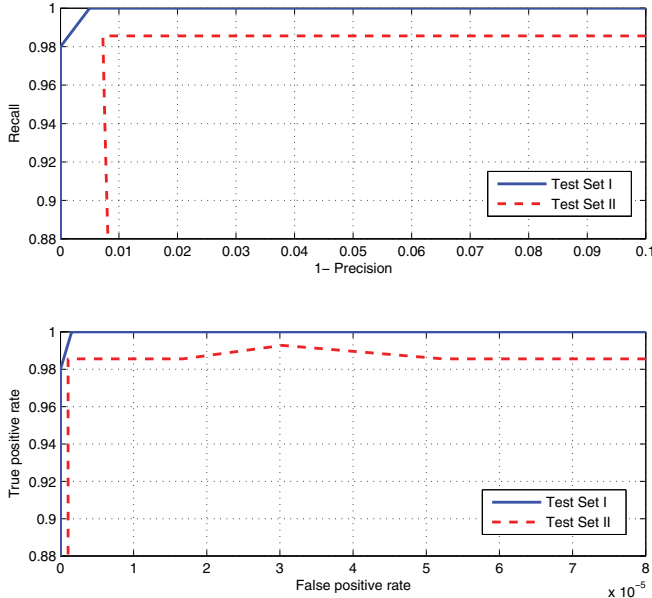 1
0.98
0.96
0.94
0.92
0.9
0.88
Recall
0 0.01 0.02 0.03 0.04 0.05 0.06 0.07 0.08 0.09 0.1
1− Precision
Test Set I
Test Set II
1
0.98
0.96
0.94
0.92
0.9
0.88
True positive rate
0 1 2 3 4 5 6 7 8
False positive rate
x 10⁻⁵
Test Set I
Test Set II